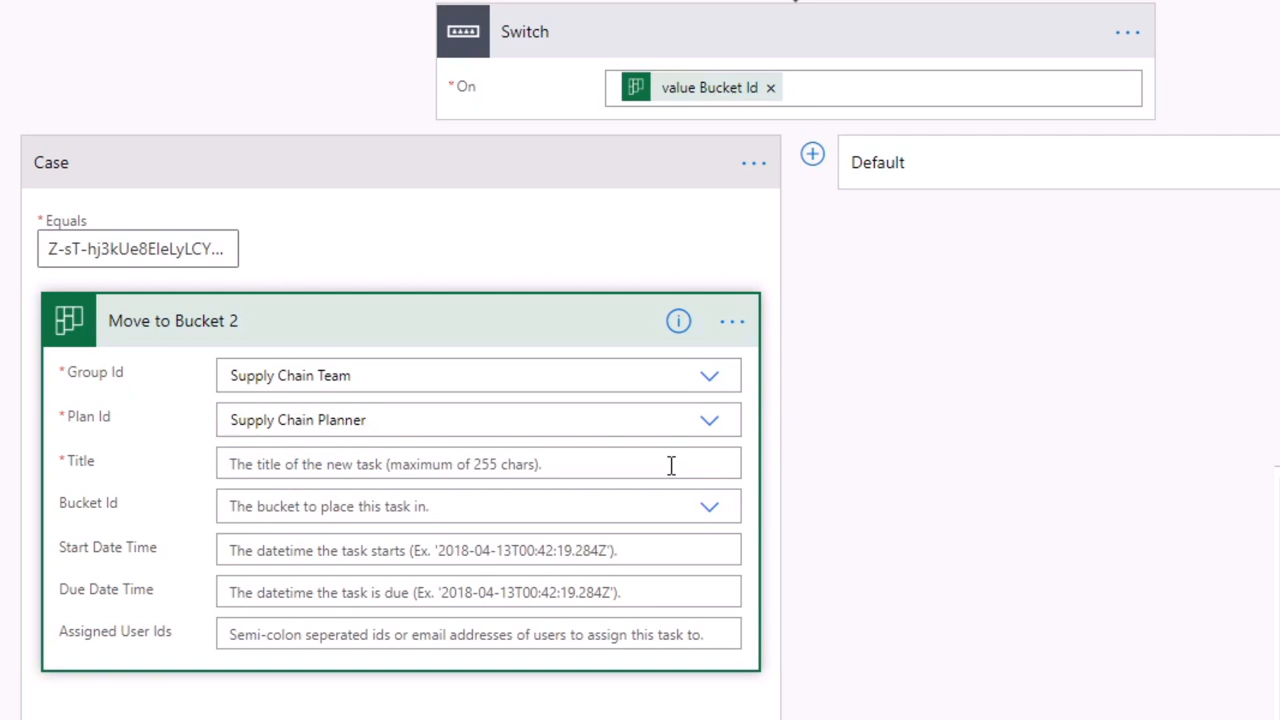 Switch
* On
value Bucket Id ×
Case
Default
* Equals
Z-sT-hj3kUe8EleLyLCY...
Move to Bucket 2
* Group Id
Supply Chain Team
* Plan Id
Supply Chain Planner
* Title
The title of the new task (maximum of 255 chars).
Bucket Id
The bucket to place this task in.
Start Date Time
The datetime the task starts (Ex. '2018-04-13T00:42:19.284Z').
Due Date Time
The datetime the task is due (Ex. '2018-04-13T00:42:19.284Z').
Assigned User Ids
Semi-colon seperated ids or email addresses of users to assign this task to.